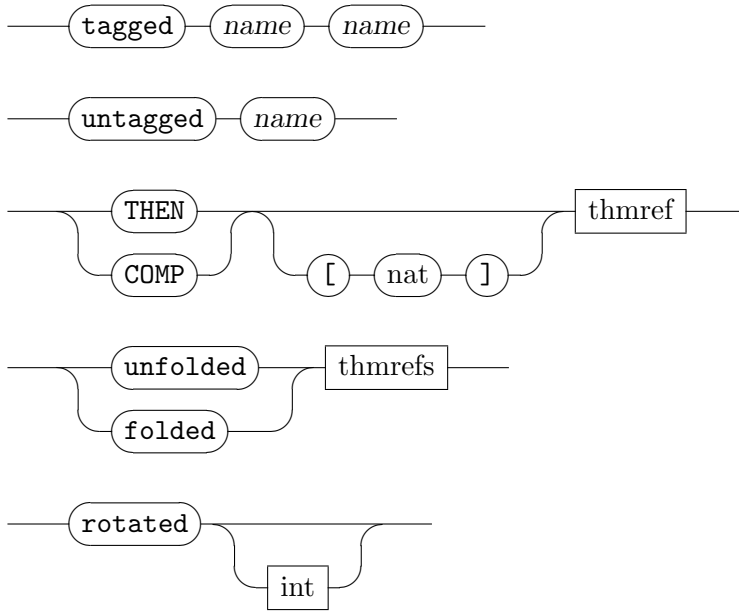 tagged name name
untagged name
THEN thmref
COMP [ nat ]
unfolded thmrefs
folded
rotated
int